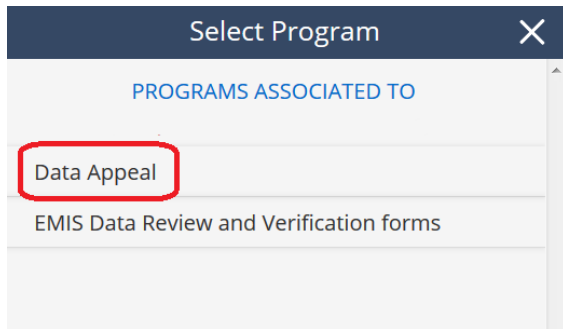 Select Program
PROGRAMS ASSOCIATED TO
Data Appeal
EMIS Data Review and Verification forms